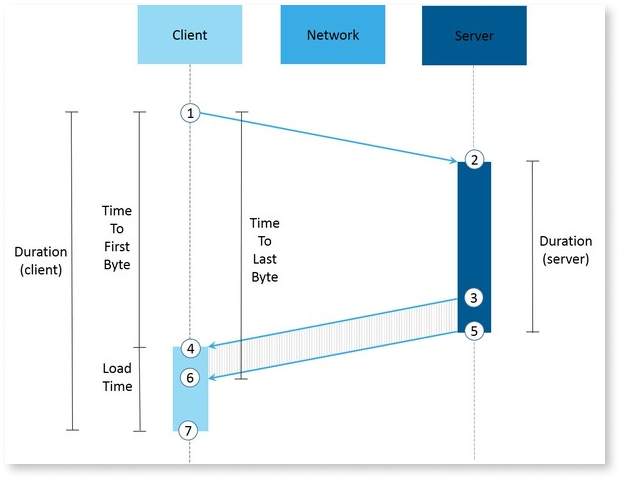 Client
Network
Server
1
2
Time
To
First
Byte
Time
To
Last
Byte
Duration
(client)
Duration
(server)
3
5
4
Load
Time
6
7